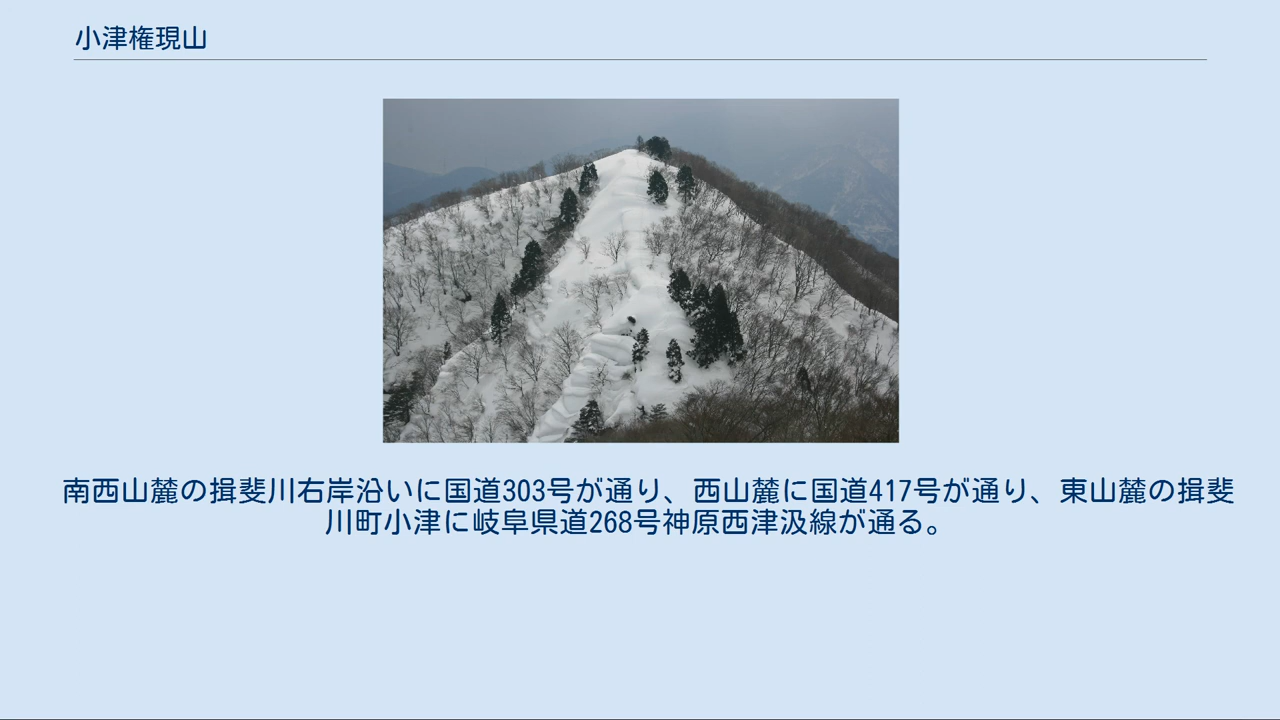 小津権現山
南西山麓の揖斐川右岸沿いに国道303号が通り、西山麓に国道417号が通り、東山麓の揖斐
川町小津に岐阜県道268号神原西津汲線が通る。